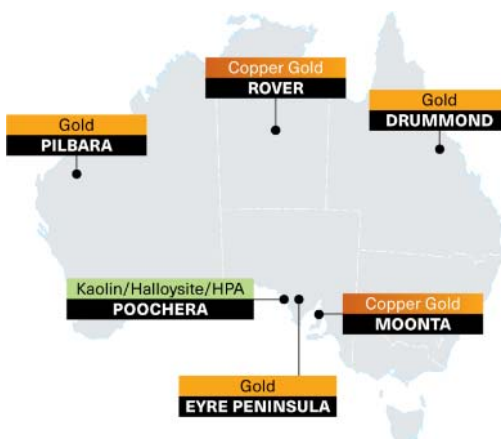 Copper Gold
ROVER
Gold
DRUMMOND
Gold
PILBARA
Kaolin/Halloysite/HPA
POOCHERA
Copper Gold
MOONTA
Gold
EYRE PENINSULA